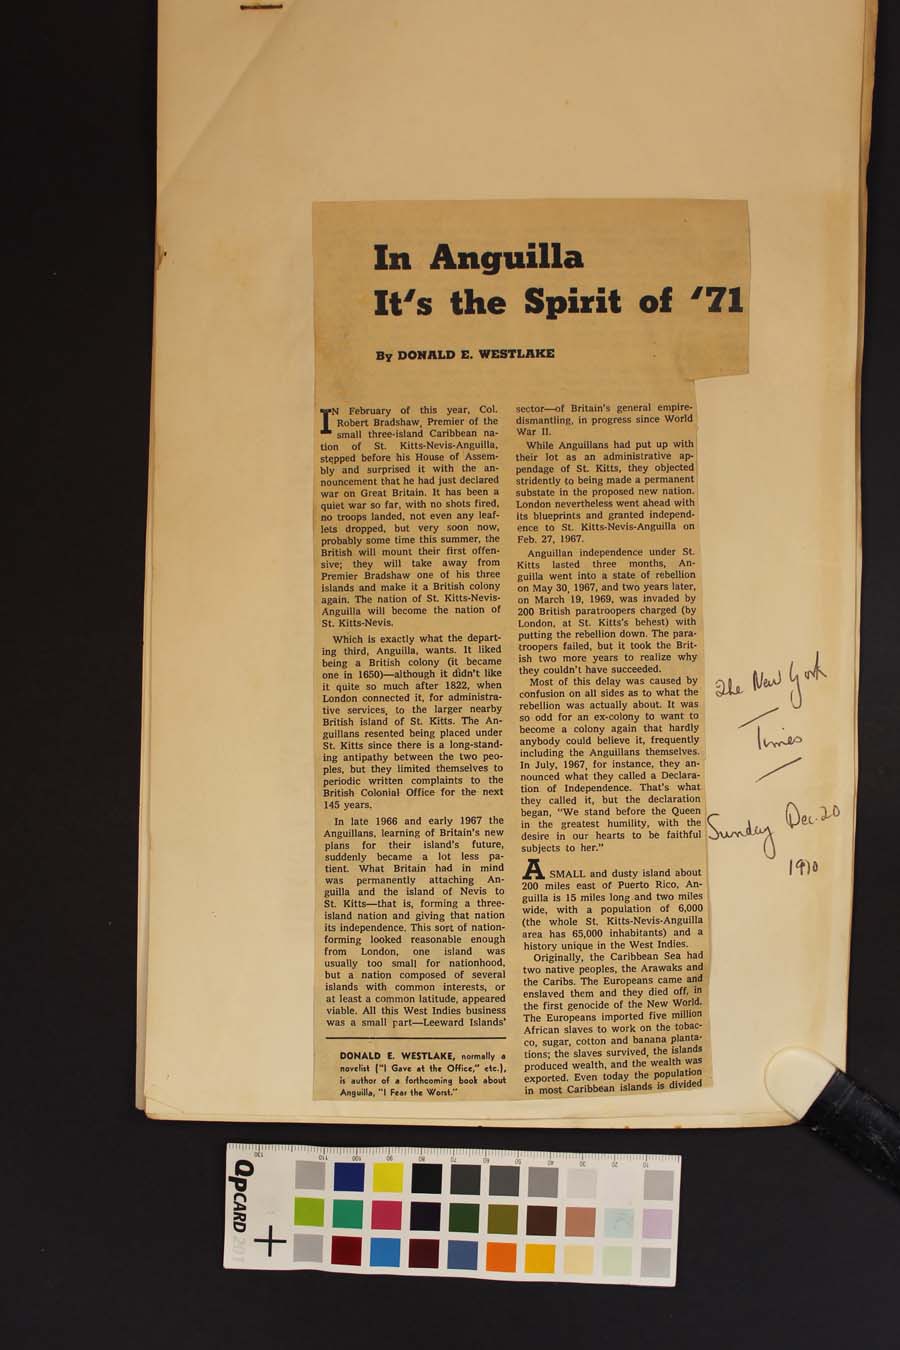 In Anguilla
It's the Spirit of '71
By DONALD E. WESTLAKE
IN February of this year, Col.
Robert Bradshaw, Premier of the
small three-island Caribbean na-
tion of St. Kitts-Nevis-Anguilla,
stepped before his House of Assem-
bly and surprised it with the an-
nouncement that he had just declared
war on Great Britain. It has been a
quiet war so far, with no shots fired,
no troops landed, not even any leaf-
lets dropped, but very soon now,
probably some time this summer, the
British will mount their first offen-
sive; they will take away from
Premier Bradshaw one of his three
islands and make it a British colony
again. The nation of St. Kitts-Nevis-
Anguilla will become the nation of
St. Kitts-Nevis.
Which is exactly what the depart-
ing third, Anguilla, wants. It liked
being a British colony (it became
one in 1650)—although it didn't like
it quite so much after 1822, when
London connected it, for administra-
tive services, to the larger nearby
British island of St. Kitts. The An-
guillans resented being placed under
St. Kitts since there is a long-stand-
ing antipathy between the two peo-
ples, but they limited themselves to
periodic written complaints to the
British Colonial Office for the next
145 years.
In late 1966 and early 1967 the
Anguillans, learning of Britain's new
plans for their island's future,
suddenly became a lot less pa-
tient. What Britain had in mind
was permanently attaching An-
guilla and the island of Nevis to
St. Kitts—that is, forming a three-
island nation and giving that nation
its independence. This sort of nation-
forming looked reasonable enough
from London, one island was
usually too small for nationhood,
but a nation composed of several
islands with common interests, or
at least a common latitude, appeared
viable. All this West Indies business
was a small part—Leeward Islands'
DONALD E. WESTLAKE, normally a
novelist ("I Gave at the Office," etc.),
is author of a forthcoming book about
Anguilla, "I Fear the Worst."
sector—of Britain's general empire-
dismantling, in progress since World
War II.
While Anguillans had put up with
their lot as an administrative ap-
pendage of St. Kitts, they objected
stridently to being made a permanent
substate in the proposed new nation.
London nevertheless went ahead with
its blueprints and granted independ-
ence to St. Kitts-Nevis-Anguilla on
Feb. 27, 1967.
Anguillan independence under St.
Kitts lasted three months, An-
guilla went into a state of rebellion
on May 30, 1967, and two years later,
on March 19, 1969, was invaded by
200 British paratroopers charged (by
London, at St. Kitts's behest) with
putting the rebellion down. The para-
troopers failed, but it took the Brit-
ish two more years to realize why
they couldn't have succeeded.
Most of this delay was caused by
confusion on all sides as to what the
rebellion was actually about. It was
so odd for an ex-colony to want to
become a colony again that hardly
anybody could believe it, frequently
including the Anguillans themselves.
In July, 1967, for instance, they an-
nounced what they called a Declara-
tion of Independence. That's what
they called it, but the declaration
began, "We stand before the Queen
in the greatest humility, with the
desire in our hearts to be faithful
subjects to her."
A SMALL and dusty island about
200 miles east of Puerto Rico, An-
guilla is 15 miles long and two miles
wide, with a population of 6,000
(the whole St. Kitts-Nevis-Anguilla
area has 65,000 inhabitants) and a
history unique in the West Indies.
Originally, the Caribbean Sea had
two native peoples, the Arawaks and
the Caribs. The Europeans came and
enslaved them and they died off, in
the first genocide of the New World.
The Europeans imported five million
African slaves to work on the tobac-
co, sugar, cotton and banana planta-
tions; the slaves survived, the islands
produced wealth, and the wealth was
exported. Even today the population
in most Caribbean islands is divided
The New York
Times
Sunday Dec. 20
1970
QPCARD 201
130 110 100 90 80 70 60 50 40 30 20 10